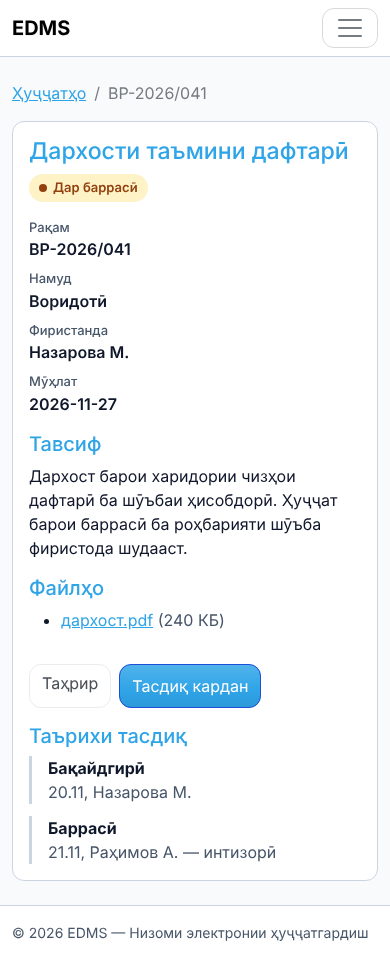 EDMS
Ҳуҷҷатҳо / ВР-2026/041
Дархости таъмини дафтарӣ
Дар баррасӣ
Рақам
ВР-2026/041
Намуд
Воридотӣ
Фиристанда
Назарова М.
Мӯҳлат
2026-11-27
Тавсиф
Дархост барои харидории чизҳои
дафтарӣ ба шӯъбаи ҳисобдорӣ. Ҳуҷҷат
барои баррасӣ ба роҳбарияти шӯъба
фиристода шудааст.
Файлҳо
дархост.pdf (240 КБ)
Таҳрир
Тасдиқ кардан
Таърихи тасдиқ
Бақайдгирӣ
20.11, Назарова М.
Баррасӣ
21.11, Раҳимов А. — интизорӣ
© 2026 EDMS — Низоми электронии ҳуҷҷатгардиш